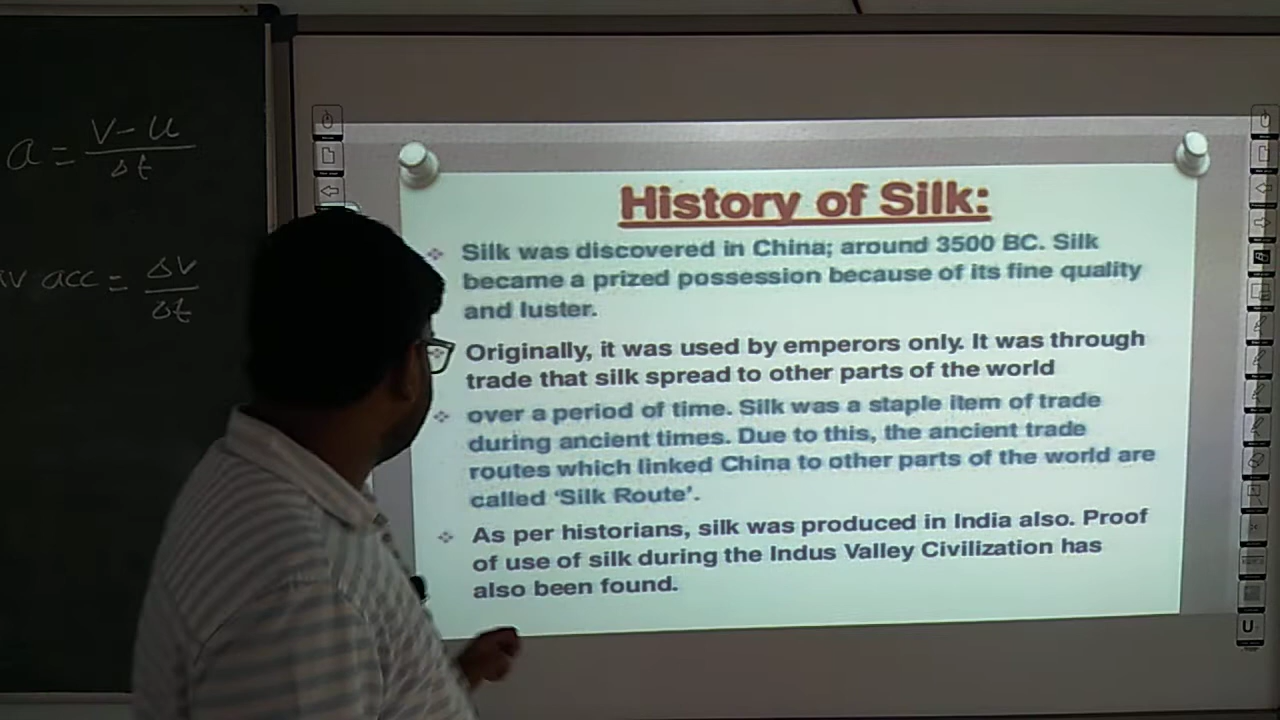 a = v - u / Δt
av acc = Δv / Δt
History of Silk:
Silk was discovered in China; around 3500 BC. Silk
became a prized possession because of its fine quality
and luster.
Originally, it was used by emperors only. It was through
trade that silk spread to other parts of the world
over a period of time. Silk was a staple item of trade
during ancient times. Due to this, the ancient trade
routes which linked China to other parts of the world are
called ‘Silk Route’.
As per historians, silk was produced in India also. Proof
of use of silk during the Indus Valley Civilization has
also been found.
U